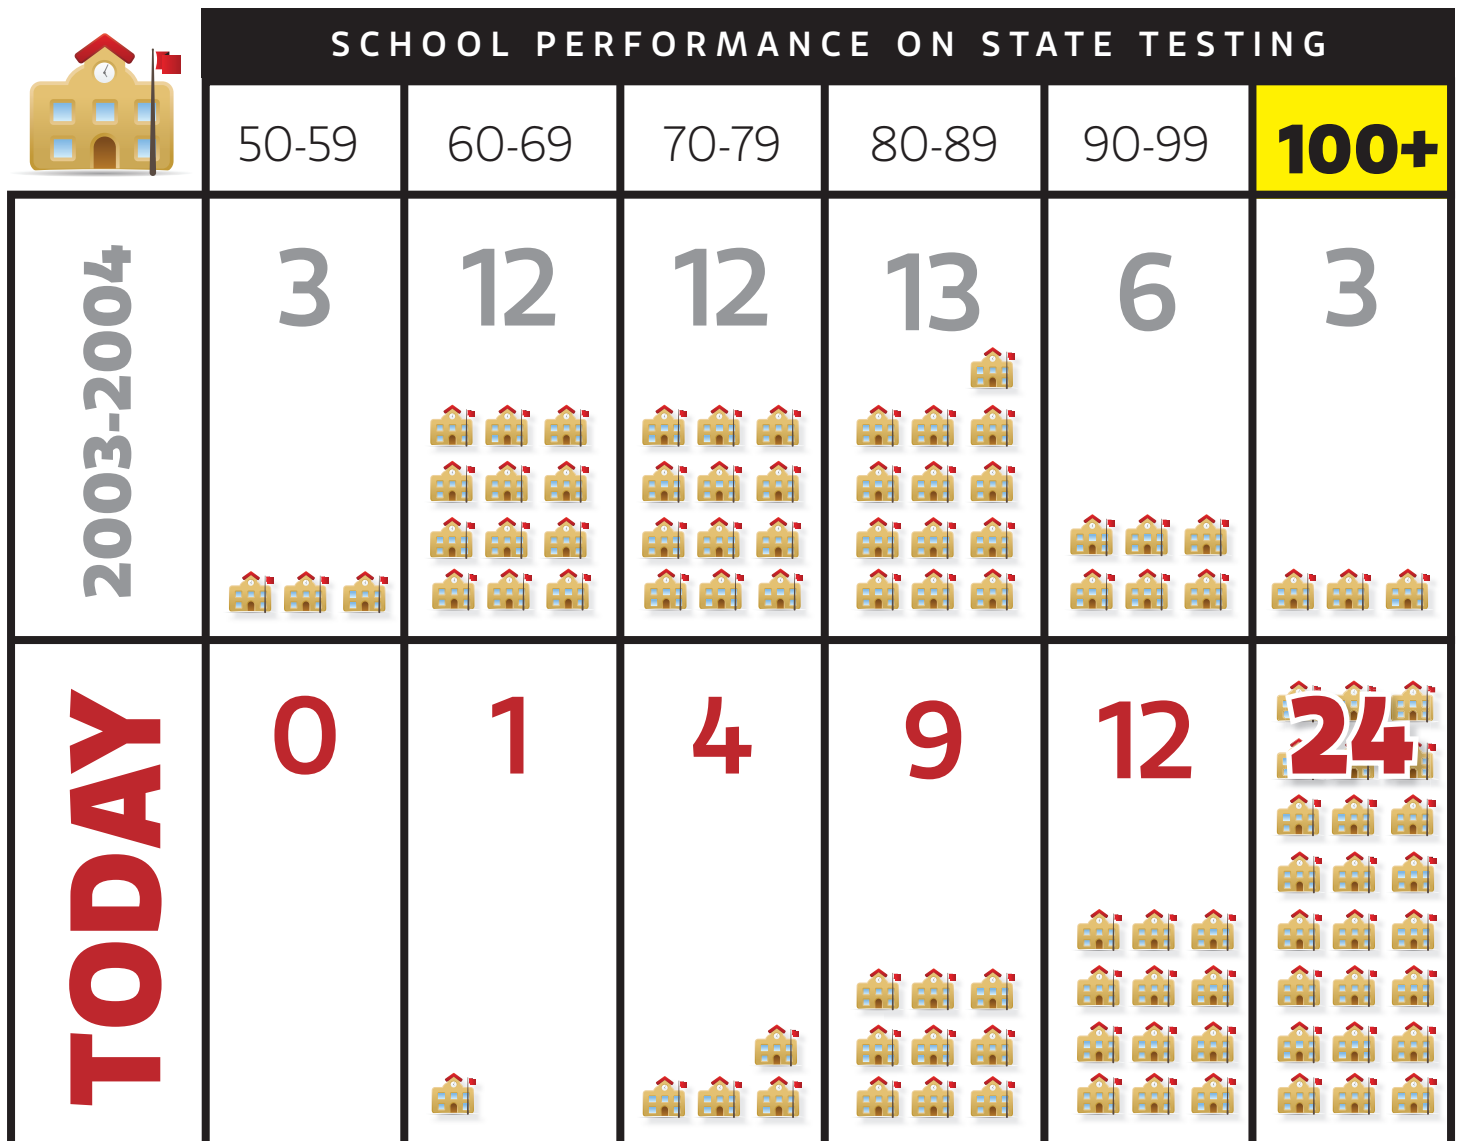 SCHOOL PERFORMANCE ON STATE TESTING
50-59 60-69 70-79 80-89 90-99 100+
2003-2004
3 12 12 13 6 3
TODAY
0 1 4 9 12 24